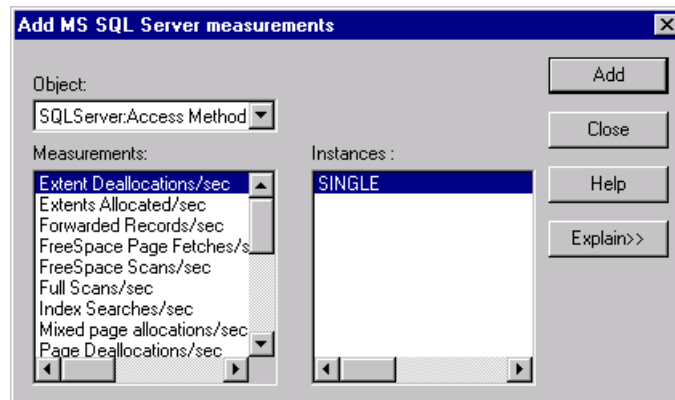 Add MS SQL Server measurements
Object:
SQLServer:Access Method
Measurements:
Extent Deallocations/sec
Extents Allocated/sec
Forwarded Records/sec
FreeSpace Page Fetches/s
FreeSpace Scans/sec
Full Scans/sec
Index Searches/sec
Mixed page allocations/sec
Page Deallocations/sec
Instances :
SINGLE
Add
Close
Help
Explain>>